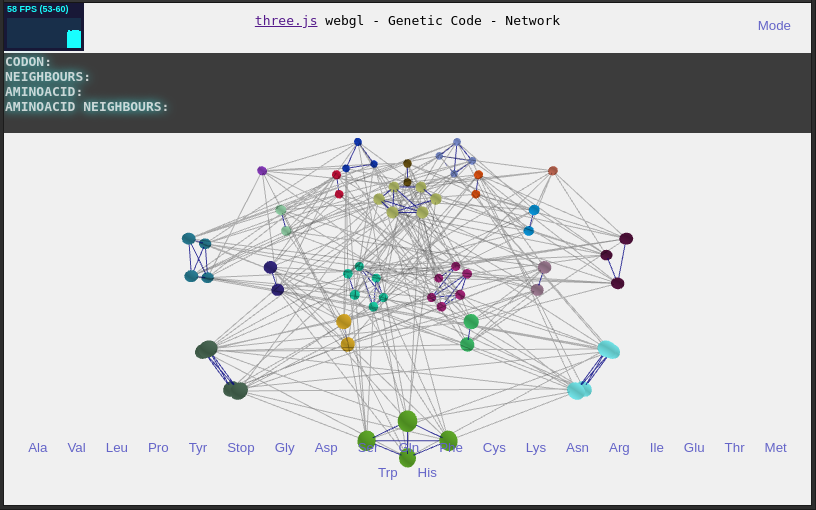 58 FPS (53-60)
three.js webgl - Genetic Code - Network
Mode
CODON:
NEIGHBOURS:
AMINOACID:
AMINOACID NEIGHBOURS:
Ala Val Leu Pro Tyr Stop Gly Asp Ser Gln Phe Cys Lys Asn Arg Ile Glu Thr Met
Trp His